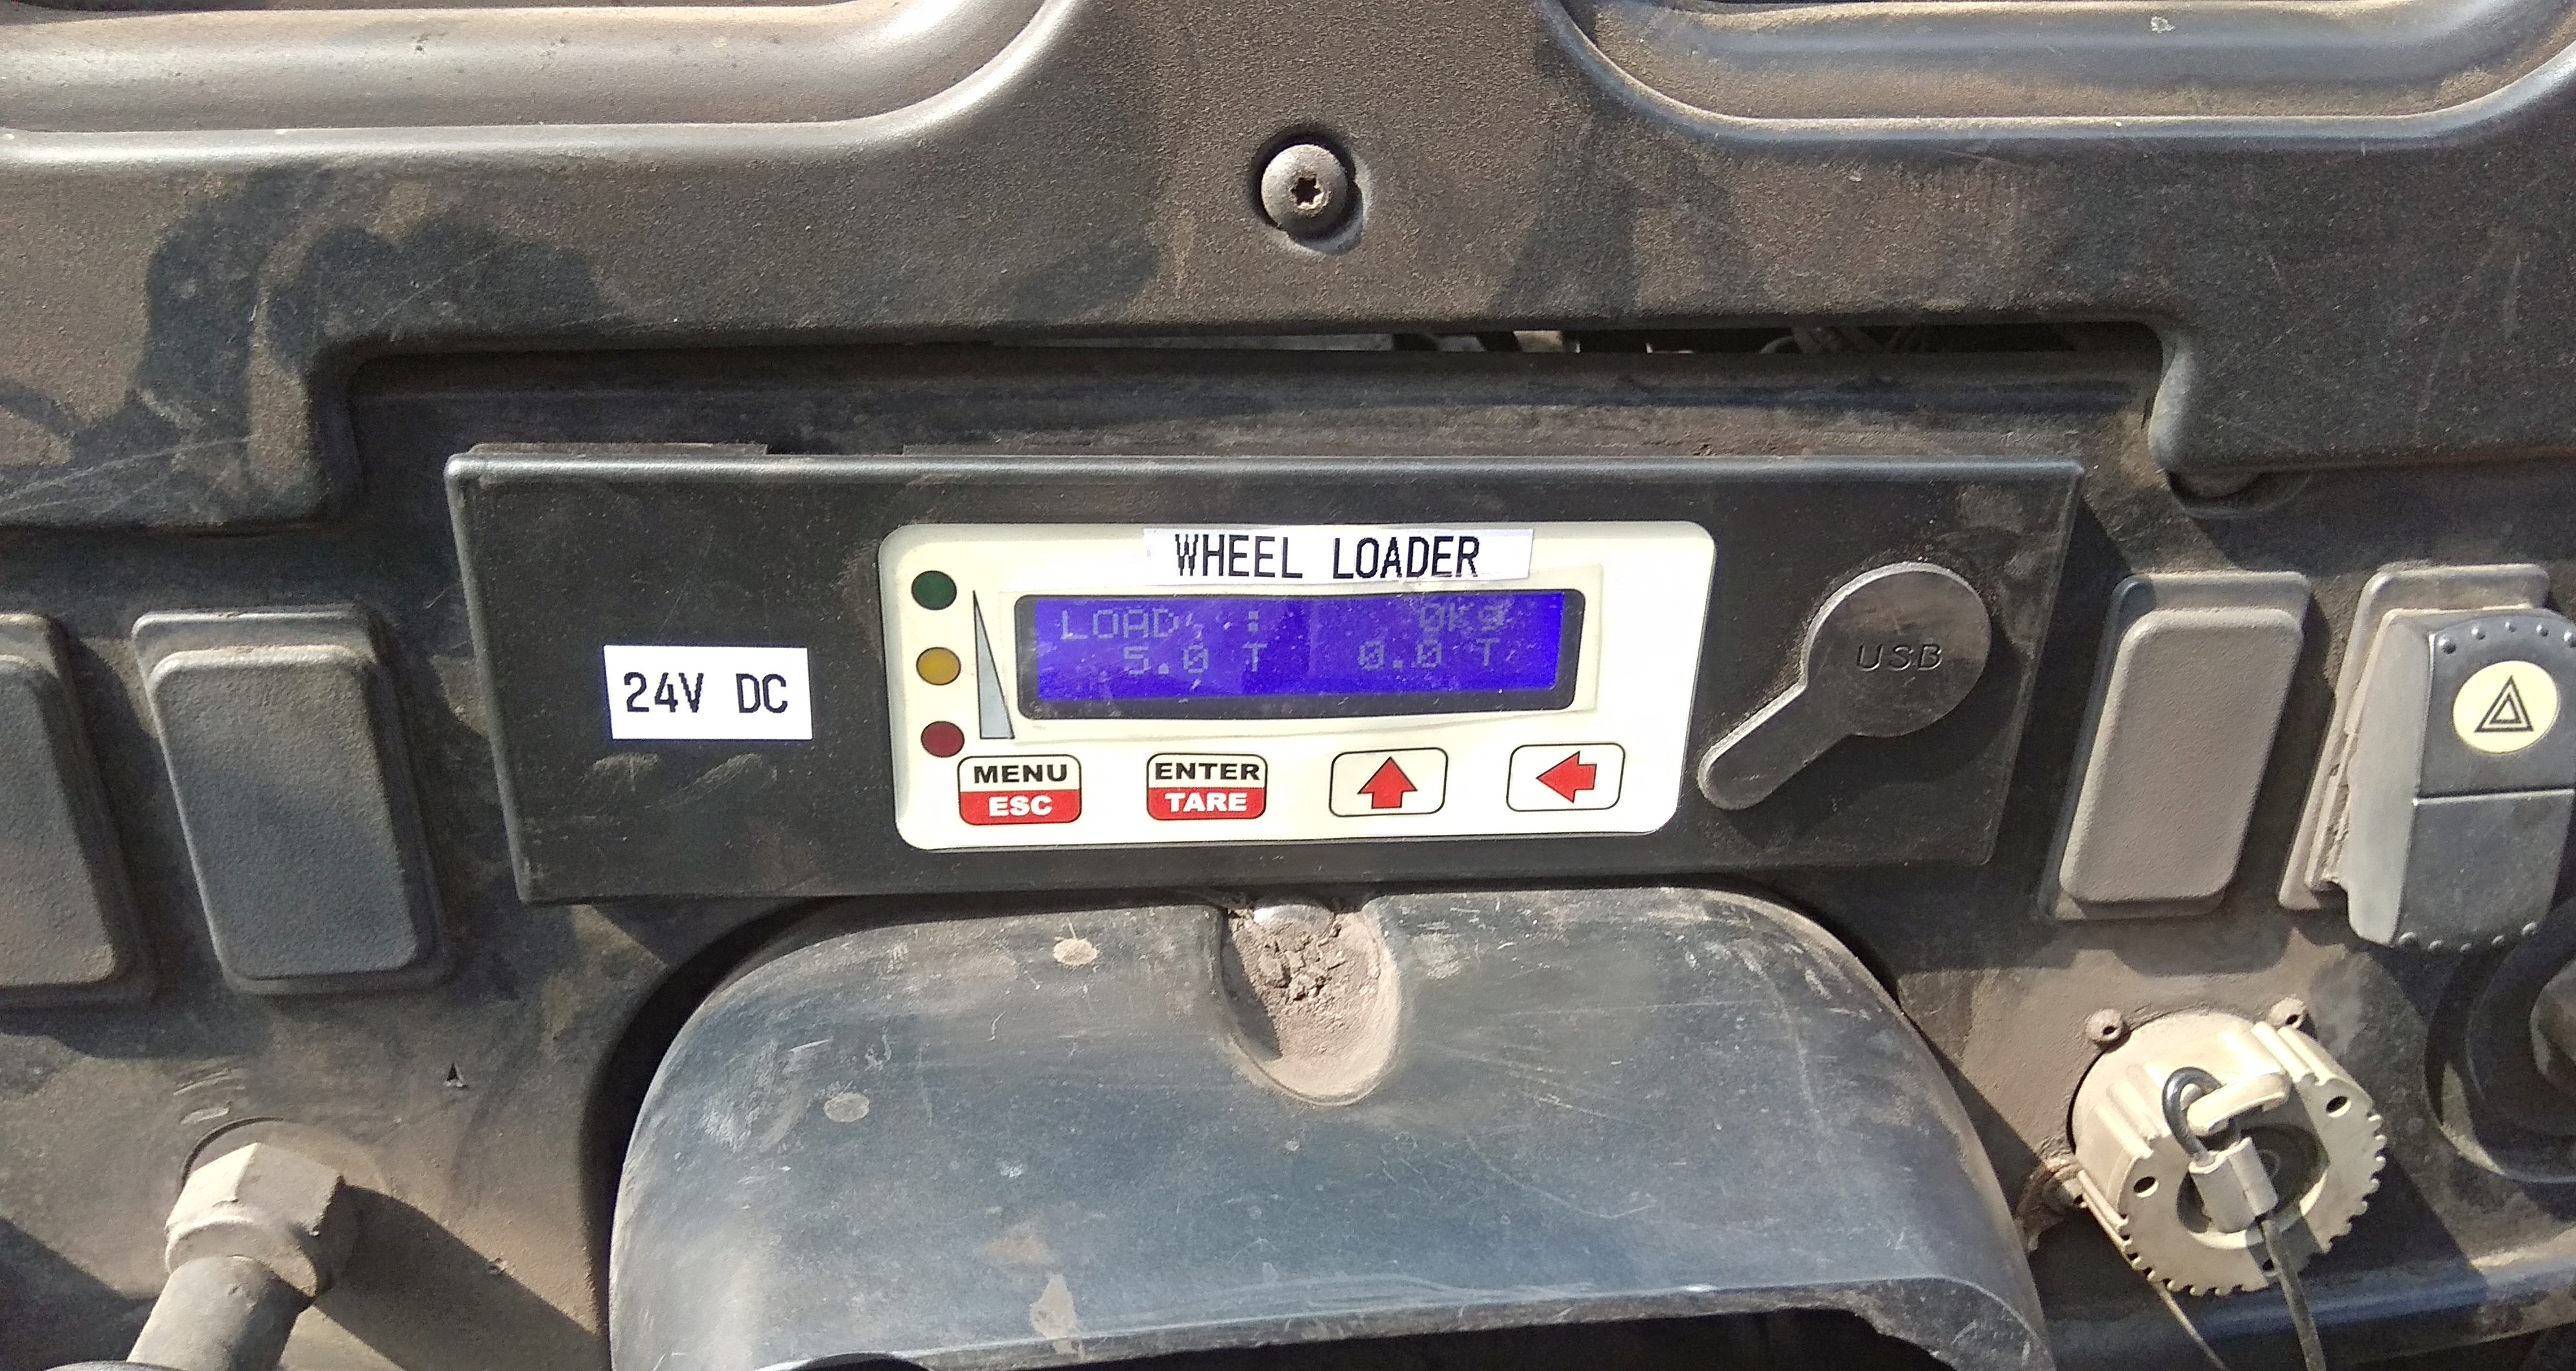 WHEEL LOADER
LOAD : 0Kg
5.0 T 0.0 T
24V DC
USB
MENU
ESC
ENTER
TARE